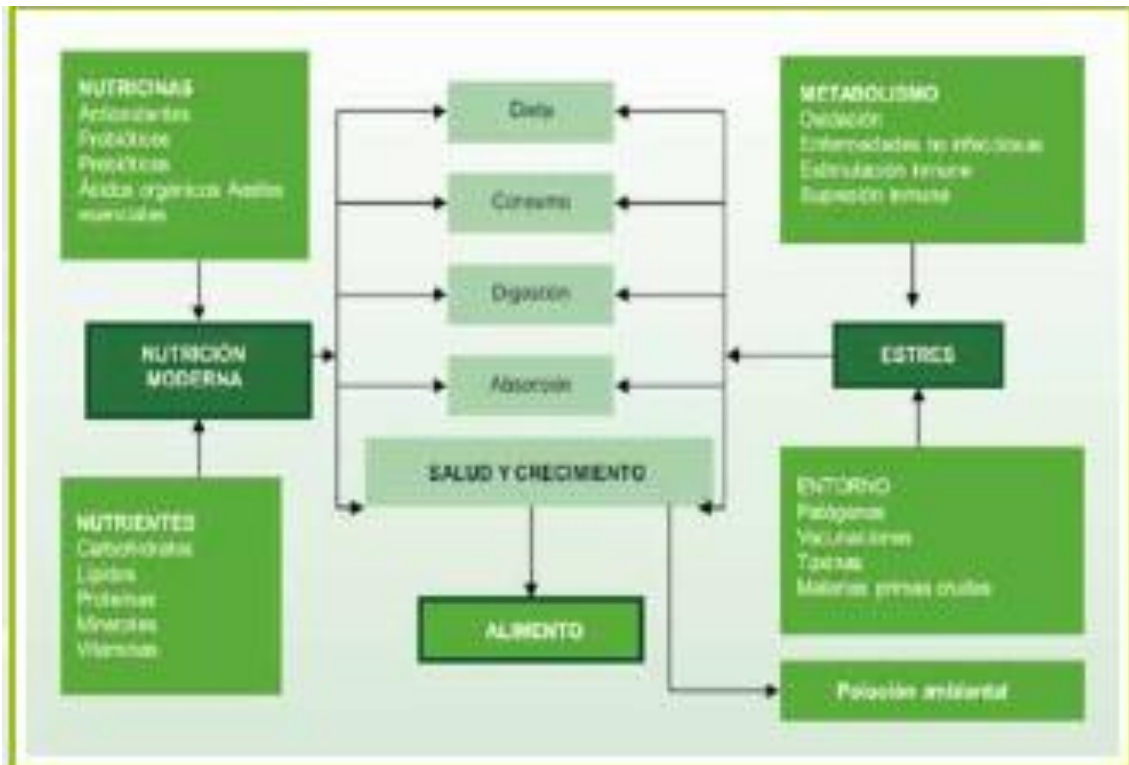 NUTRICINAS
Antioxidantes
Probióticos
Prebióticos
Ácidos orgánicos Aceites
esenciales
NUTRICIÓN
MODERNA
NUTRIENTES
Carbohidratos
Lípidos
Proteínas
Minerales
Vitaminas
Dieta
Consumo
Digestión
Absorción
SALUD Y CRECIMIENTO
ALIMENTO
METABOLISMO
Oxidación
Enfermedades no infecciosas
Estimulación inmune
Supresión inmune
ESTRES
ENTORNO
Patógenos
Vacunaciones
Toxinas
Materias primas crudas
Polución ambiental